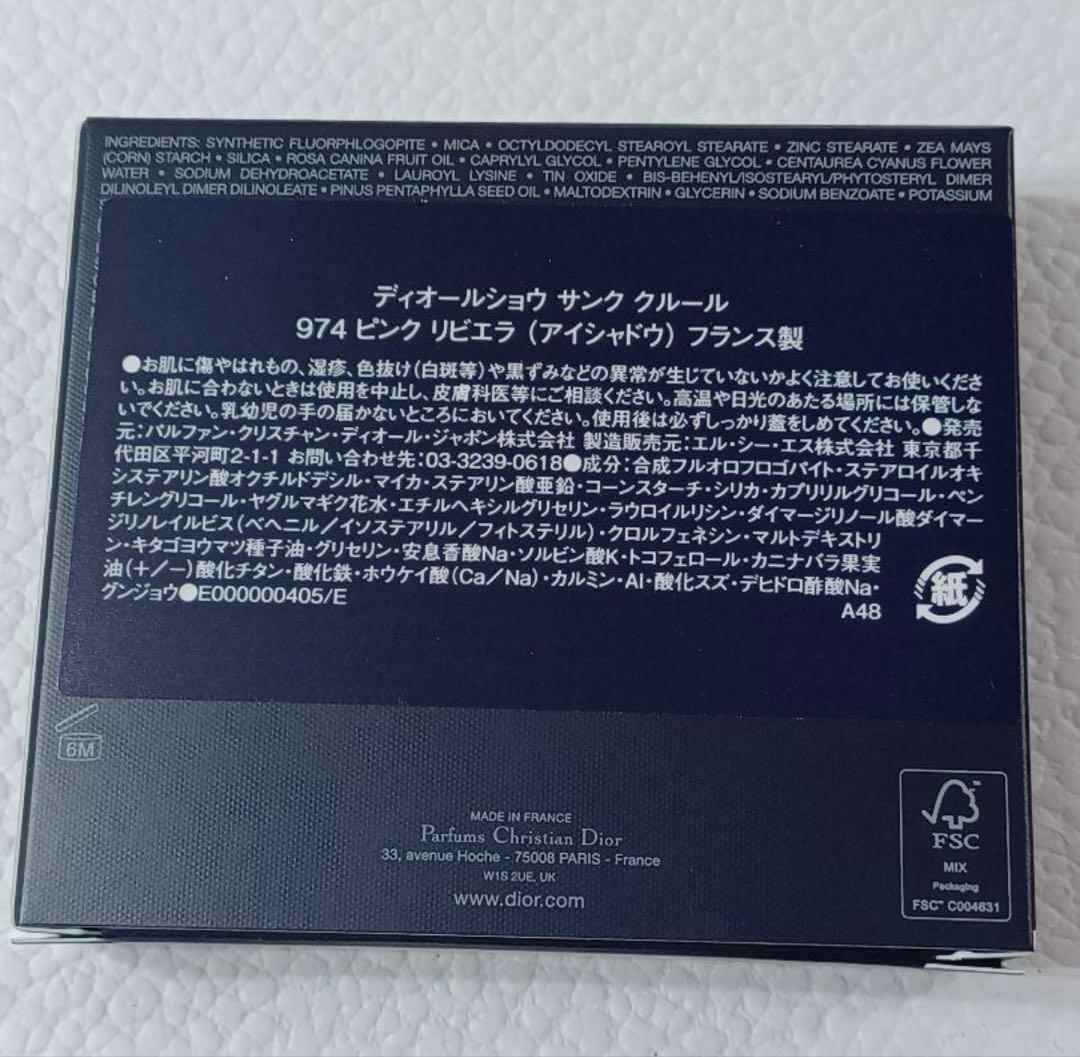 INGREDIENTS: SYNTHETIC FLUORPHLOGOPITE • MICA • OCTYLDODECYL STEAROYL STEARATE • ZINC STEARATE • ZEA MAYS
(CORN) STARCH • SILICA • ROSA CANINA FRUIT OIL • CAPRYLYL GLYCOL • PENTYLENE GLYCOL • CENTAUREA CYANUS FLOWER
WATER • SODIUM DEHYDROACETATE • LAUROYL LYSINE • TIN OXIDE • BIS-BEHENYL/ISOSTEARYL/PHYTOSTERYL DIMER
DILINOLEYL DIMER DILINOLEATE • PINUS PENTAPHYLLA SEED OIL • MALTODEXTRIN • GLYCERIN • SODIUM BENZOATE • POTASSIUM
ディオールショウ サンク クルール
974 ピンク リビエラ（アイシャドウ）フランス製
●お肌に傷やはれもの、湿疹、色抜け（白斑等）や黒ずみなどの異常が生じていないかよく注意してお使いくださ
い。お肌に合わないときは使用を中止し、皮膚科医等にご相談ください。高温や日光のあたる場所には保管しな
いでください。乳幼児の手の届かないところにおいてください。使用後は必ずしっかり蓋をしめてください。●発売
元：パルファン・クリスチャン・ディオール・ジャポン株式会社 製造販売元：エル・シー・エス株式会社 東京都千
代田区平河町2-1-1 お問い合わせ先：03-3239-0618●成分：合成フルオロフロゴパイト・ステアロイルオキ
システアリン酸オクチルドデシル・マイカ・ステアリン酸亜鉛・コーンスターチ・シリカ・カプリリルグリコール・ペン
チレングリコール・ヤグルマギク花水・エチルヘキシルグリセリン・ラウロイルリシン・ダイマージリノール酸ダイマー
ジリノレイルビス（ベヘニル／イソステアリル／フィトステリル）・クロルフェネシン・マルトデキストリ
ン・キタゴヨウマツ種子油・グリセリン・安息香酸Na・ソルビン酸K・トコフェロール・カニナバラ果実
油（＋／－）酸化チタン・酸化鉄・ホウケイ酸（Ca／Na）・カルミン・Al・酸化スズ・デヒドロ酢酸Na・
グンジョウ●E000000405/E
A48
紙
6M
MADE IN FRANCE
Parfums Christian Dior
33, avenue Hoche - 75008 PARIS - France
W1S 2UE, UK
www.dior.com
FSC
MIX
Packaging
FSC™ C004631